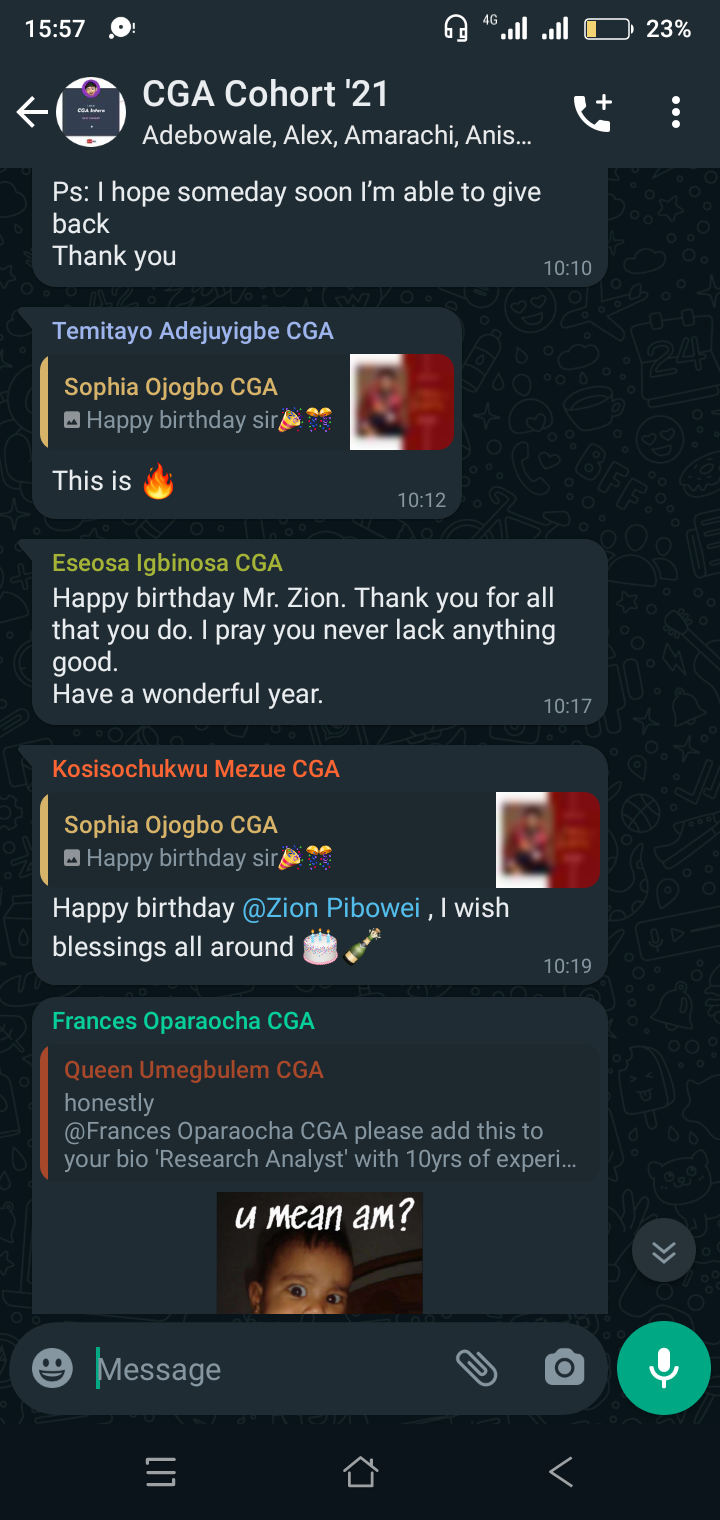 15:57
4G
23%
CGA Cohort '21
Adebowale, Alex, Amarachi, Anis...
Ps: I hope someday soon I’m able to give
back
Thank you
10:10
Temitayo Adejuyigbe CGA
Sophia Ojogbo CGA
Happy birthday sir🎉🎊
This is 🔥
10:12
Eseosa Igbinosa CGA
Happy birthday Mr. Zion. Thank you for all
that you do. I pray you never lack anything
good.
Have a wonderful year.
10:17
Kosisochukwu Mezue CGA
Sophia Ojogbo CGA
Happy birthday sir🎉🎊
Happy birthday @Zion Pibowei , I wish
blessings all around 🎂🍾
10:19
Frances Oparaocha CGA
Queen Umegbulem CGA
honestly
@Frances Oparaocha CGA please add this to
your bio 'Research Analyst' with 10yrs of experi...
u mean am?
Message